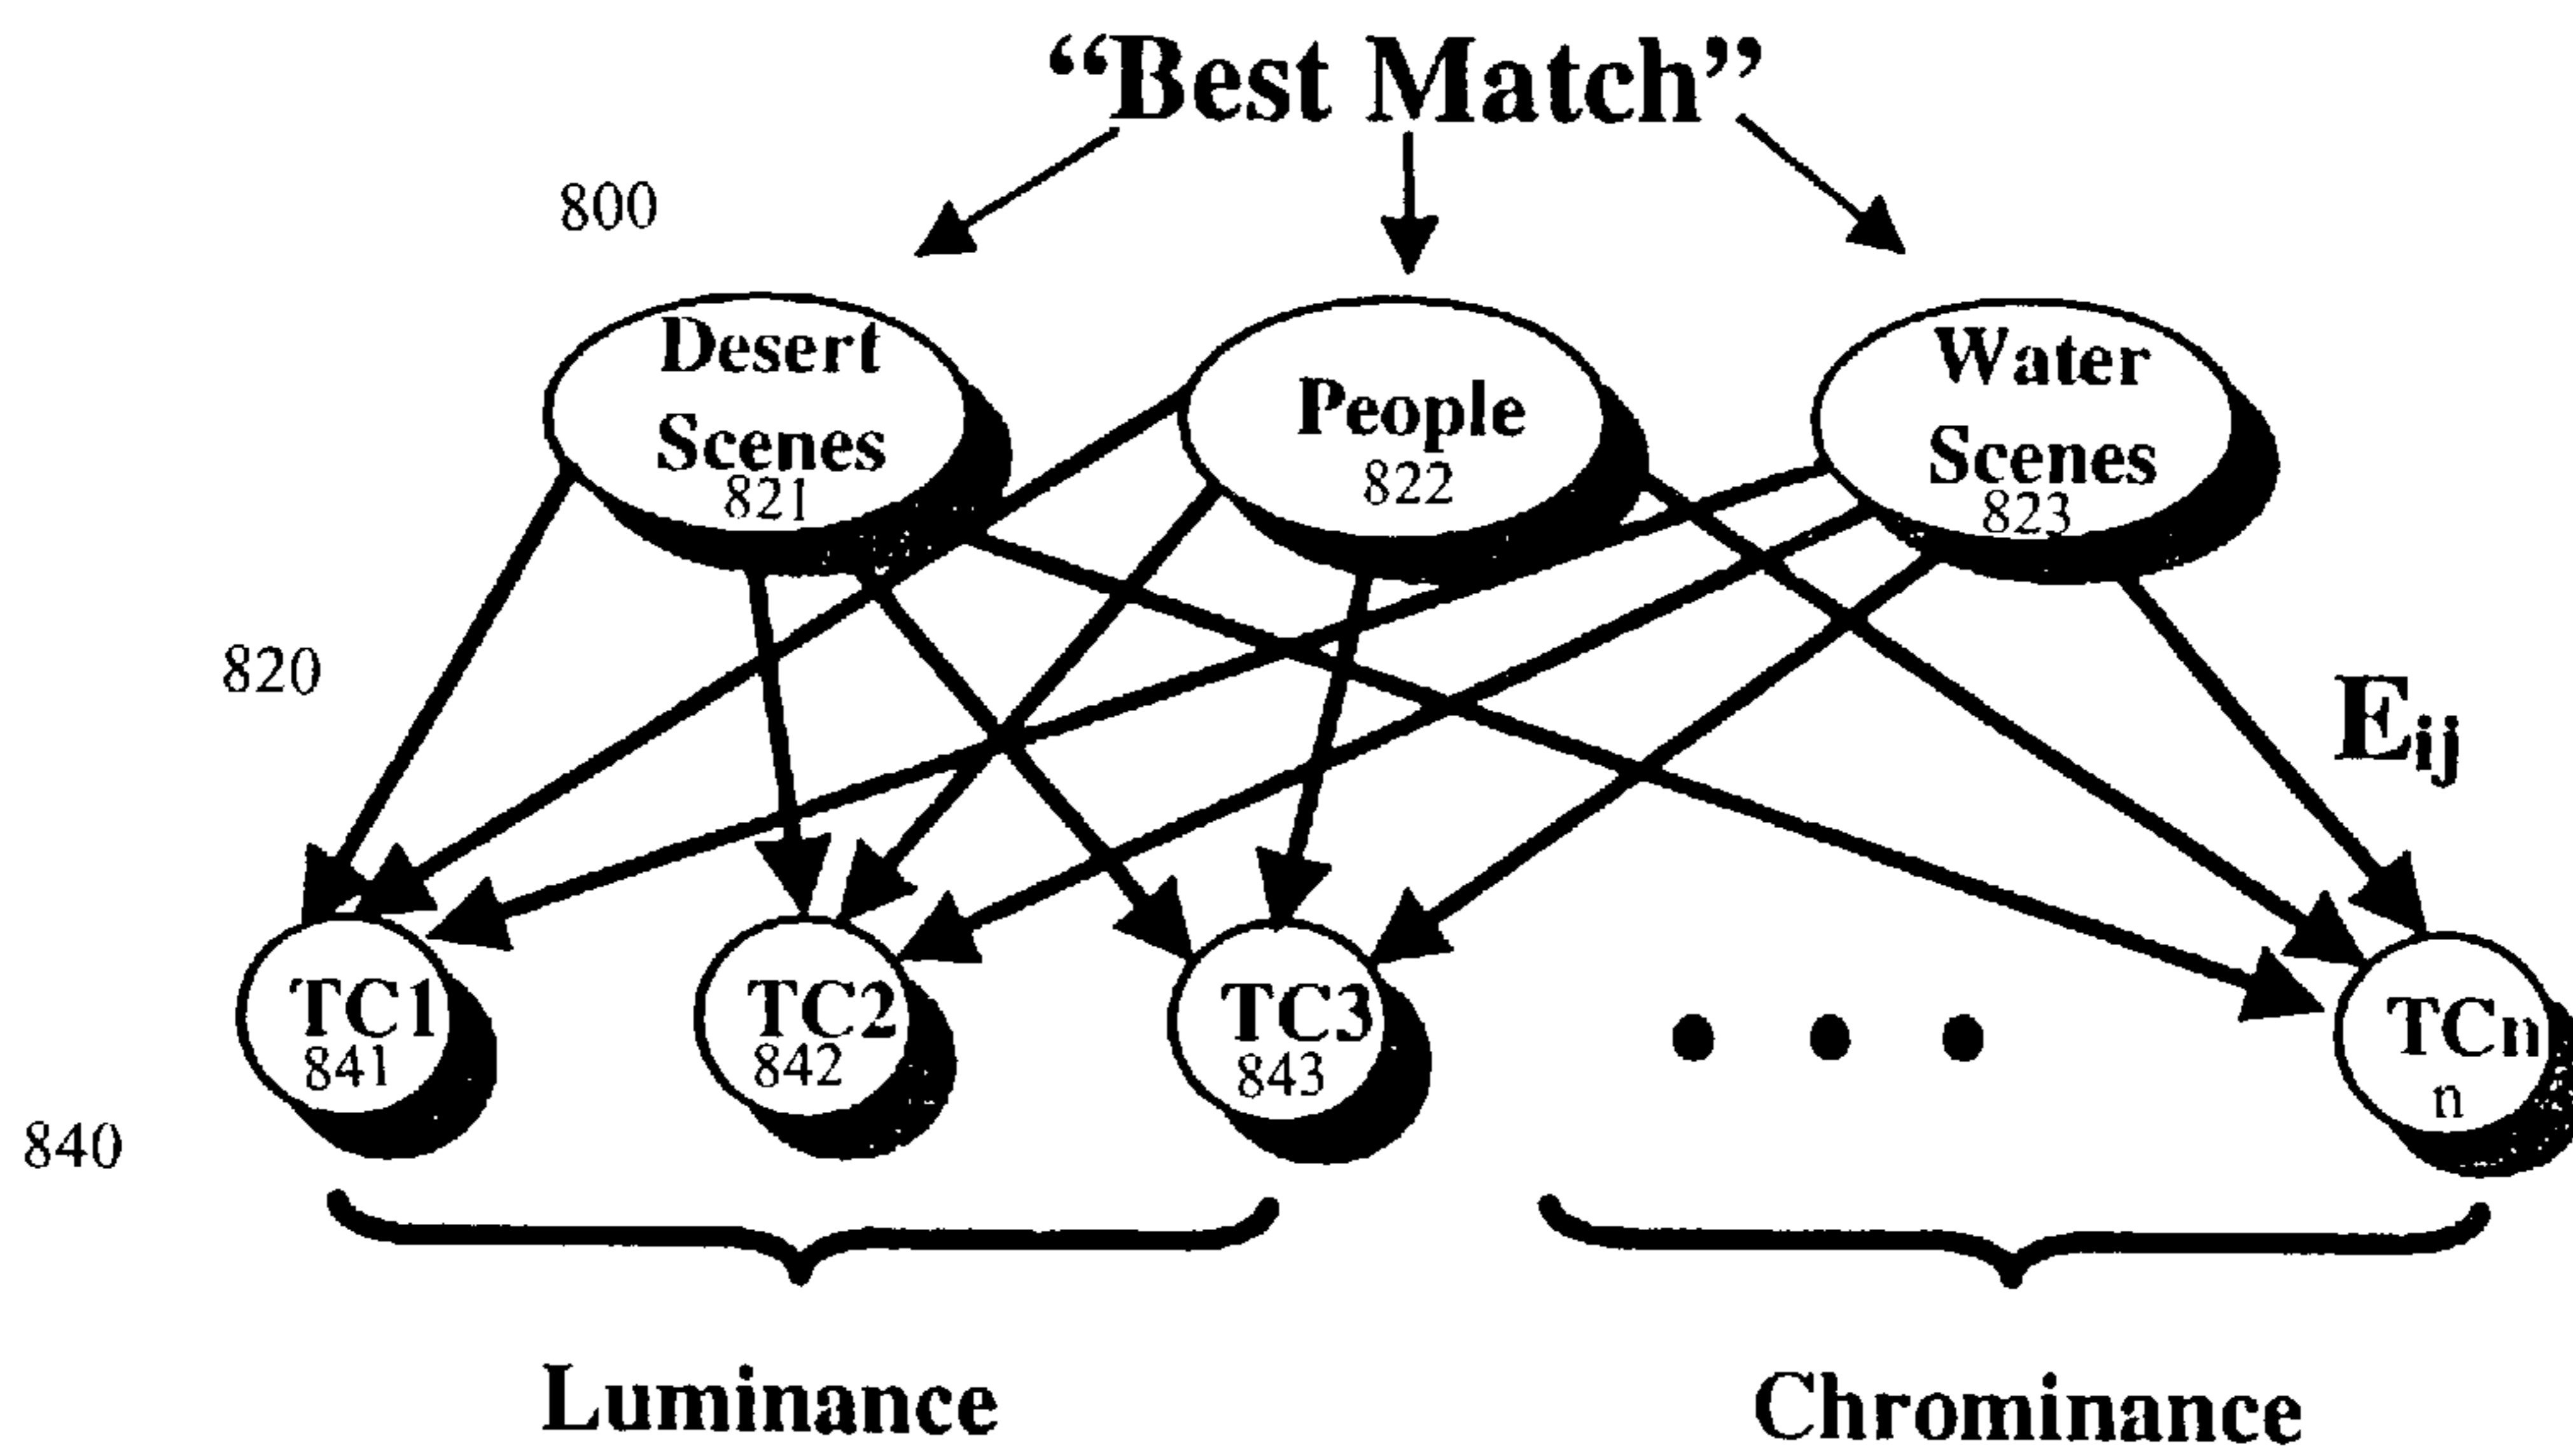 “Best Match”
800
Desert
Scenes
821
People
822
Water
Scenes
823
820
Eij
TC1
841
TC2
842
TC3
843
TCn
n
840
Luminance
Chrominance